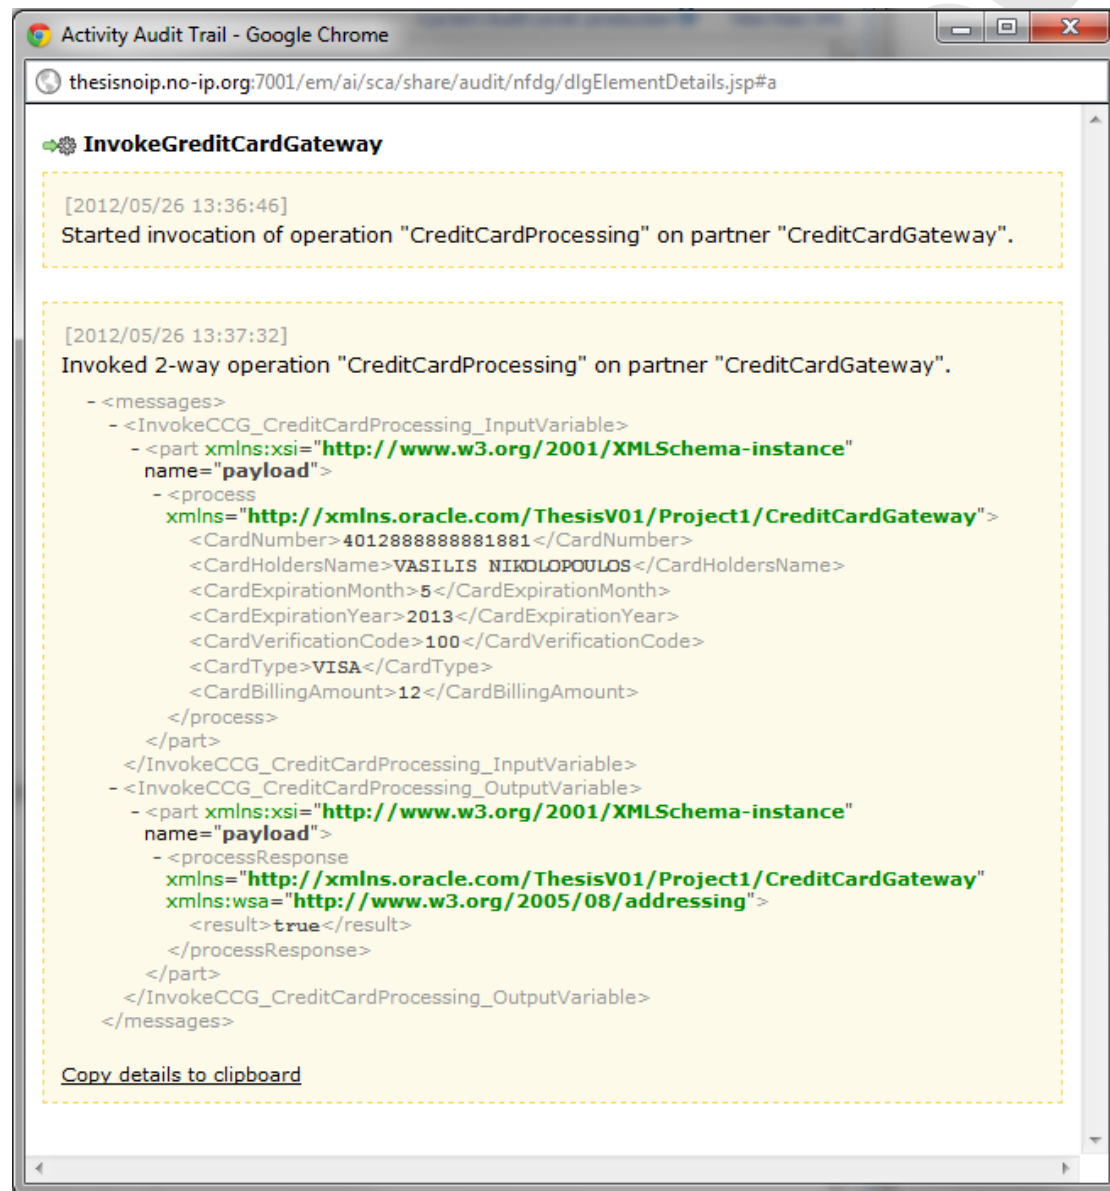 Activity Audit Trail - Google Chrome
thesisnoip.no-ip.org:7001/em/ai/sca/share/audit/nfdg/dlgElementDetails.jsp#a
InvokeGreditCardGateway
[2012/05/26 13:36:46]
Started invocation of operation "CreditCardProcessing" on partner "CreditCardGateway".
[2012/05/26 13:37:32]
Invoked 2-way operation "CreditCardProcessing" on partner "CreditCardGateway".
- <messages>
- <InvokeCCG_CreditCardProcessing_InputVariable>
- <part xmlns:xsi="http://www.w3.org/2001/XMLSchema-instance"
name="payload">
- <process
xmlns="http://xmlns.oracle.com/ThesisV01/Project1/CreditCardGateway">
<CardNumber>4012888888881881</CardNumber>
<CardHoldersName>VASILIS NIKOLOPOULOS</CardHoldersName>
<CardExpirationMonth>5</CardExpirationMonth>
<CardExpirationYear>2013</CardExpirationYear>
<CardVerificationCode>100</CardVerificationCode>
<CardType>VISA</CardType>
<CardBillingAmount>12</CardBillingAmount>
</process>
</part>
</InvokeCCG_CreditCardProcessing_InputVariable>
- <InvokeCCG_CreditCardProcessing_OutputVariable>
- <part xmlns:xsi="http://www.w3.org/2001/XMLSchema-instance"
name="payload">
- <processResponse
xmlns="http://xmlns.oracle.com/ThesisV01/Project1/CreditCardGateway"
xmlns:wsa="http://www.w3.org/2005/08/addressing">
<result>true</result>
</processResponse>
</part>
</InvokeCCG_CreditCardProcessing_OutputVariable>
</messages>
Copy details to clipboard